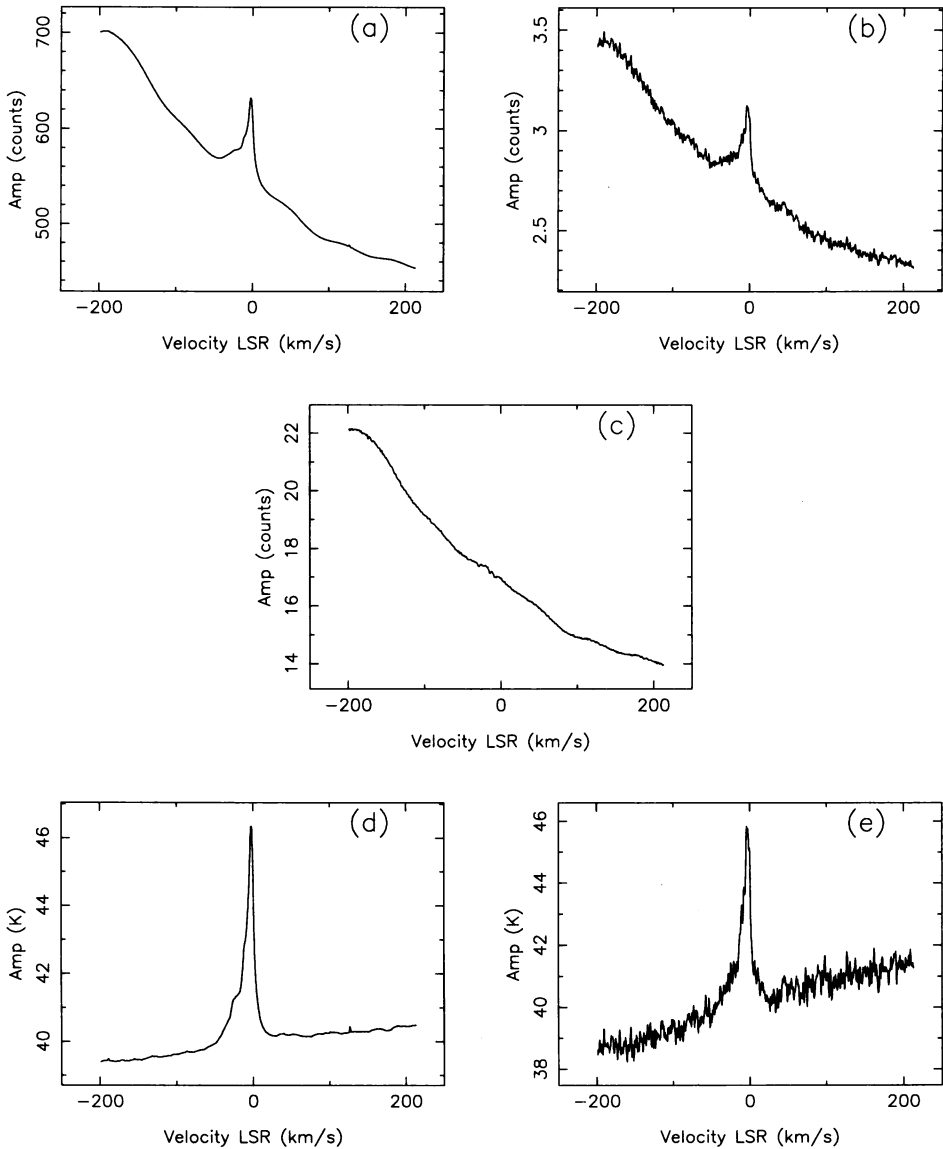 (a)
700
600
500
Amp (counts)
−200 0 200
Velocity LSR (km/s)
(b)
3.5
3
2.5
Amp (counts)
−200 0 200
Velocity LSR (km/s)
(c)
22
20
18
16
14
Amp (counts)
−200 0 200
Velocity LSR (km/s)
(d)
46
44
42
40
Amp (K)
−200 0 200
Velocity LSR (km/s)
(e)
46
44
42
40
38
Amp (K)
−200 0 200
Velocity LSR (km/s)